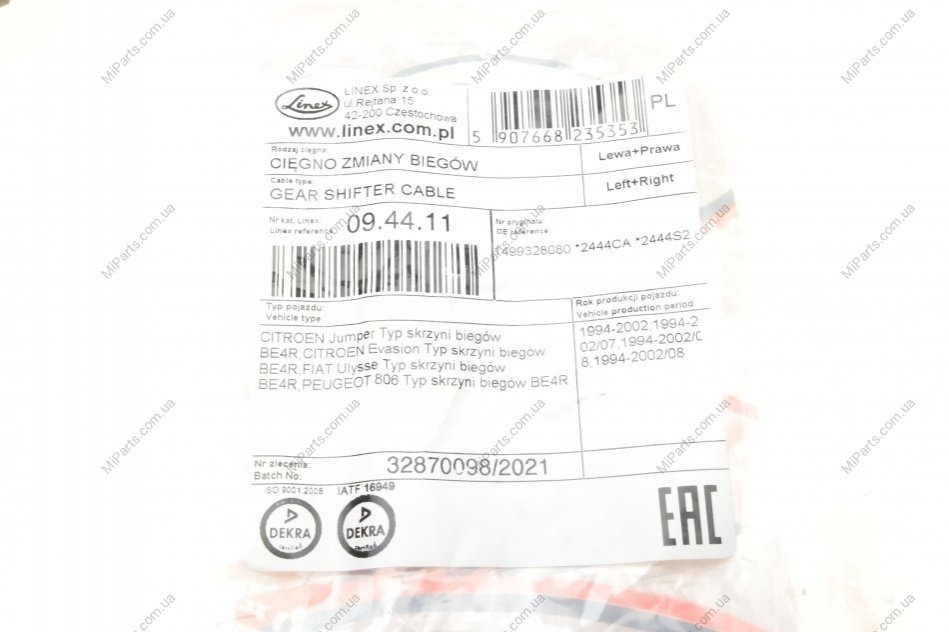 Linex
LINEX Sp. z o.o.
ul.Rejtana 16
42-200 Częstochowa
www.linex.com.pl
5 907668 235353
PL
Rodzaj cięgna:
CIĘGNO ZMIANY BIEGÓW
Lewa+Prawa
Cable type:
GEAR SHIFTER CABLE
Left+Right
Nr kat. Linex:
Linex reference:
09.44.11
Nr oryginału
OE reference
1499328080 *2444CA *2444S2
Typ pojazdu:
Vehicle type:
CITROEN Jumper Typ skrzyni biegów
BE4R,CITROEN Evasion Typ skrzyni biegów
BE4R,FIAT Ulysse Typ skrzyni biegów
BE4R,PEUGEOT 806 Typ skrzyni biegów BE4R
Rok produkcji pojazdu:
Vehicle production period:
1994-2002,1994-2
02/07,1994-2002/0
8,1994-2002/08
Nr zlecenia:
Batch No:
32870098/2021
ISO 9001:2008
IATF 16949
DEKRA
certified
DEKRA
certified
EAC
MiParts.com.ua